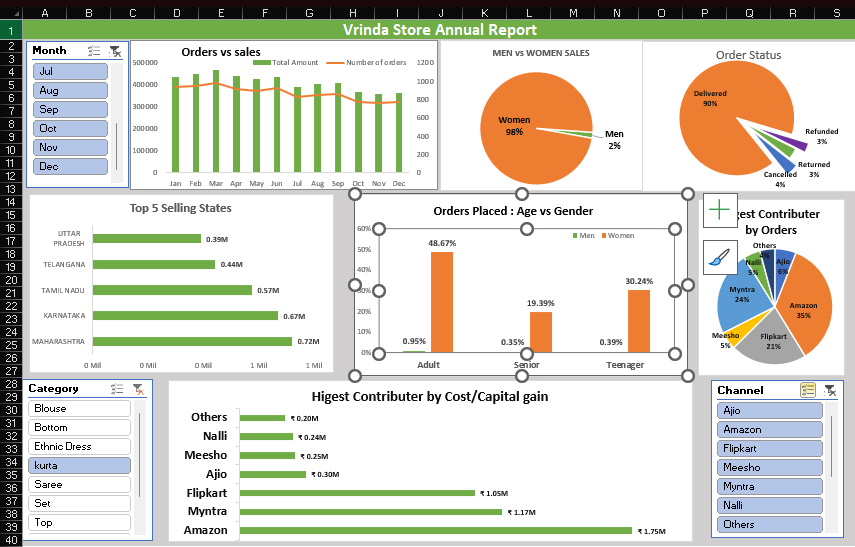 A B C D E F G H I J K L M N O P Q R S
1 Vrinda Store Annual Report
2
3
4
5
6
7
8
9
10
11
12
13
14
15
16
17
18
19
20
21
22
23
24
25
26
27
28
29
30
31
32
33
34
35
36
37
38
39
40
Month
Jul
Aug
Sep
Oct
Nov
Dec
Orders vs sales
Total Amount Number of orders
500000 1200
400000 1000
300000 800
200000 600
100000 400
0 200
0
Jan Feb Mar Apr May Jun Jul Aug Sep Oct Nov Dec
MEN vs WOMEN SALES
Women
98%
Men
2%
Order Status
Delivered
90%
Refunded
3%
Returned
3%
Cancelled
4%
Top 5 Selling States
UTTAR
PRADESH 0.39M
TELANGANA 0.44M
TAMIL NADU 0.57M
KARNATAKA 0.67M
MAHARASHTRA 0.72M
0 Mil 0 Mil 0 Mil 1 Mil 1 Mil
Orders Placed : Age vs Gender
Men Women
60%
50%
40%
30%
20%
10%
0%
48.67%
30.24%
19.39%
0.95% 0.35% 0.39%
Adult Senior Teenager
gest Contributer
by Orders
Others
4%
Ajio
6%
Nalli
5%
Myntra
24%
Amazon
35%
Meesho
5%
Flipkart
21%
Category
Blouse
Bottom
Ethnic Dress
kurta
Saree
Set
Top
Higest Contributer by Cost/Capital gain
Others ₹ 0.20M
Nalli ₹ 0.24M
Meesho ₹ 0.25M
Ajio ₹ 0.30M
Flipkart ₹ 1.05M
Myntra ₹ 1.17M
Amazon ₹ 1.75M
Channel
Ajio
Amazon
Flipkart
Meesho
Myntra
Nalli
Others